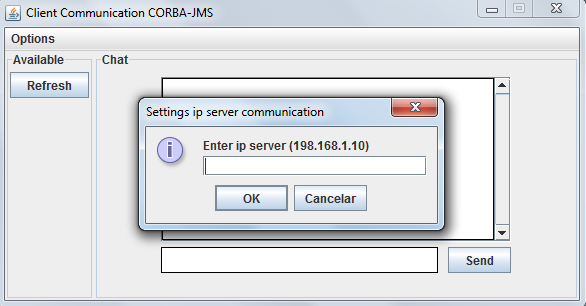 Client Communication CORBA-JMS
Options
Available
Chat
Refresh
Settings ip server communication
Enter ip server (198.168.1.10)
OK
Cancelar
Send